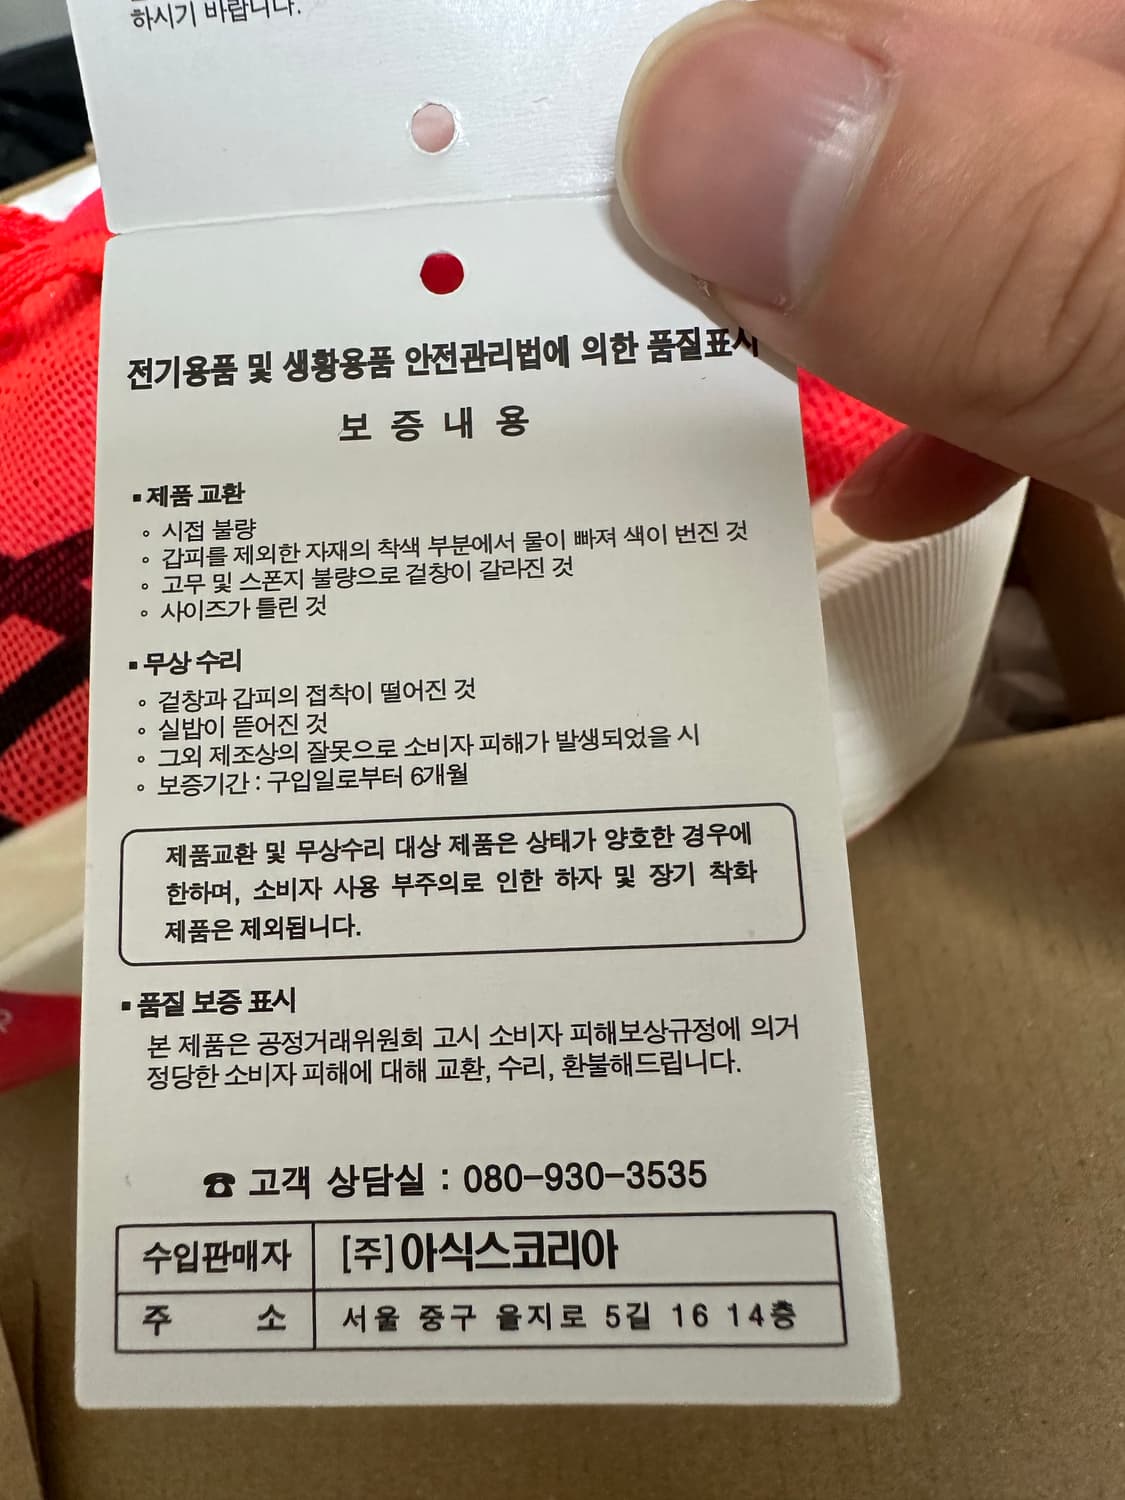 하시기 바랍니다.
전기용품 및 생활용품 안전관리법에 의한 품질표시
보 증 내 용
▪ 제품 교환
◦ 시접 불량
◦ 갑피를 제외한 자재의 착색 부분에서 물이 빠져 색이 번진 것
◦ 고무 및 스폰지 불량으로 겉창이 갈라진 것
◦ 사이즈가 틀린 것
▪ 무상 수리
◦ 겉창과 갑피의 접착이 떨어진 것
◦ 실밥이 뜯어진 것
◦ 그외 제조상의 잘못으로 소비자 피해가 발생되었을 시
◦ 보증기간 : 구입일로부터 6개월
제품교환 및 무상수리 대상 제품은 상태가 양호한 경우에
한하며, 소비자 사용 부주의로 인한 하자 및 장기 착화
제품은 제외됩니다.
▪ 품질 보증 표시
본 제품은 공정거래위원회 고시 소비자 피해보상규정에 의거
정당한 소비자 피해에 대해 교환, 수리, 환불해드립니다.
☎ 고객 상담실 : 080-930-3535
수입판매자 [주]아식스코리아
주 소 서울 중구 을지로 5길 16 14층